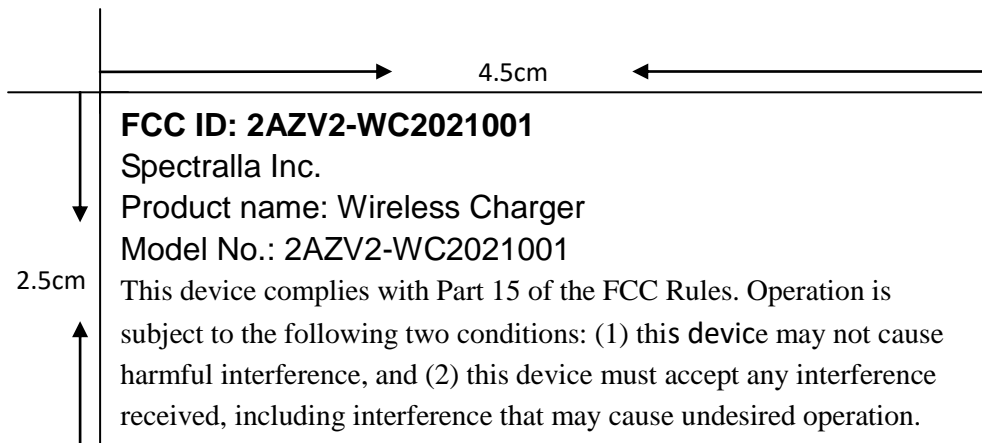 4.5cm
FCC ID: 2AZV2-WC2021001
Spectralla Inc.
Product name: Wireless Charger
Model No.: 2AZV2-WC2021001
2.5cm
This device complies with Part 15 of the FCC Rules. Operation is
subject to the following two conditions: (1) this device may not cause
harmful interference, and (2) this device must accept any interference
received, including interference that may cause undesired operation.